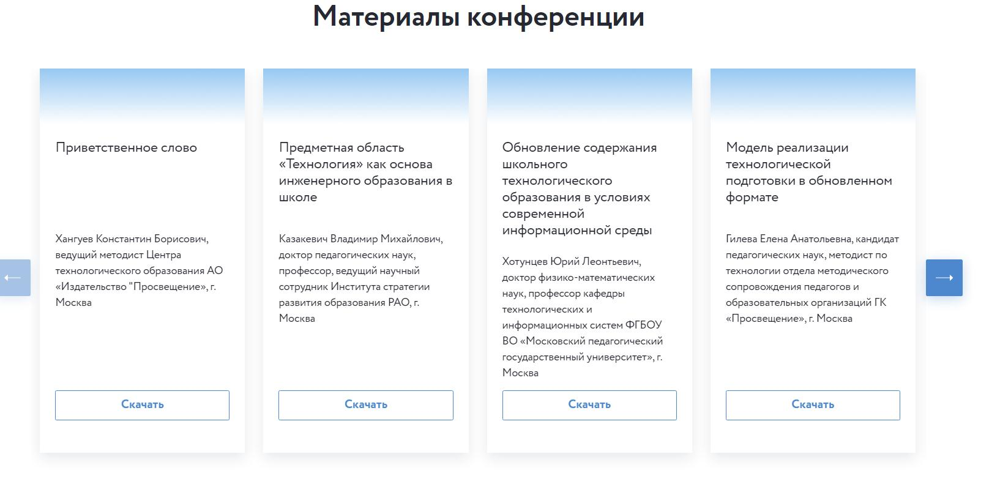 Материалы конференции
Приветственное слово
Хангуев Константин Борисович,
ведущий методист Центра
технологического образования АО
«Издательство "Просвещение», г.
Москва
Скачать
Предметная область
«Технология» как основа
инженерного образования в
школе
Казакевич Владимир Михайлович,
доктор педагогических наук,
профессор, ведущий научный
сотрудник Института стратегии
развития образования РАО, г.
Москва
Скачать
Обновление содержания
школьного
технологического
образования в условиях
современной
информационной среды
Хотунцев Юрий Леонтьевич,
доктор физико-математических
наук, профессор кафедры
технологических и
информационных систем ФГБОУ
ВО «Московский педагогический
государственный университет», г.
Москва
Скачать
Модель реализации
технологической
подготовки в обновленном
формате
Гилева Елена Анатольевна, кандидат
педагогических наук, методист по
технологии отдела методического
сопровождения педагогов и
образовательных организаций ГК
«Просвещение», г. Москва
Скачать